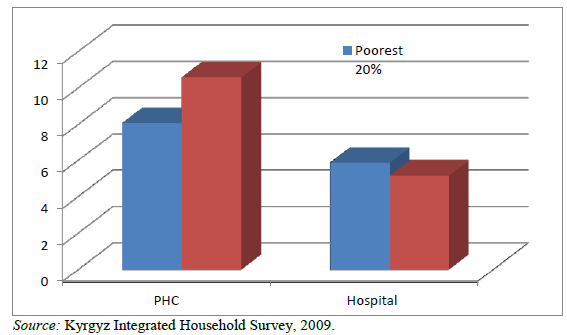 12
10
8
6
4
2
0
Poorest
20%
PHC
Hospital
Source: Kyrgyz Integrated Household Survey, 2009.